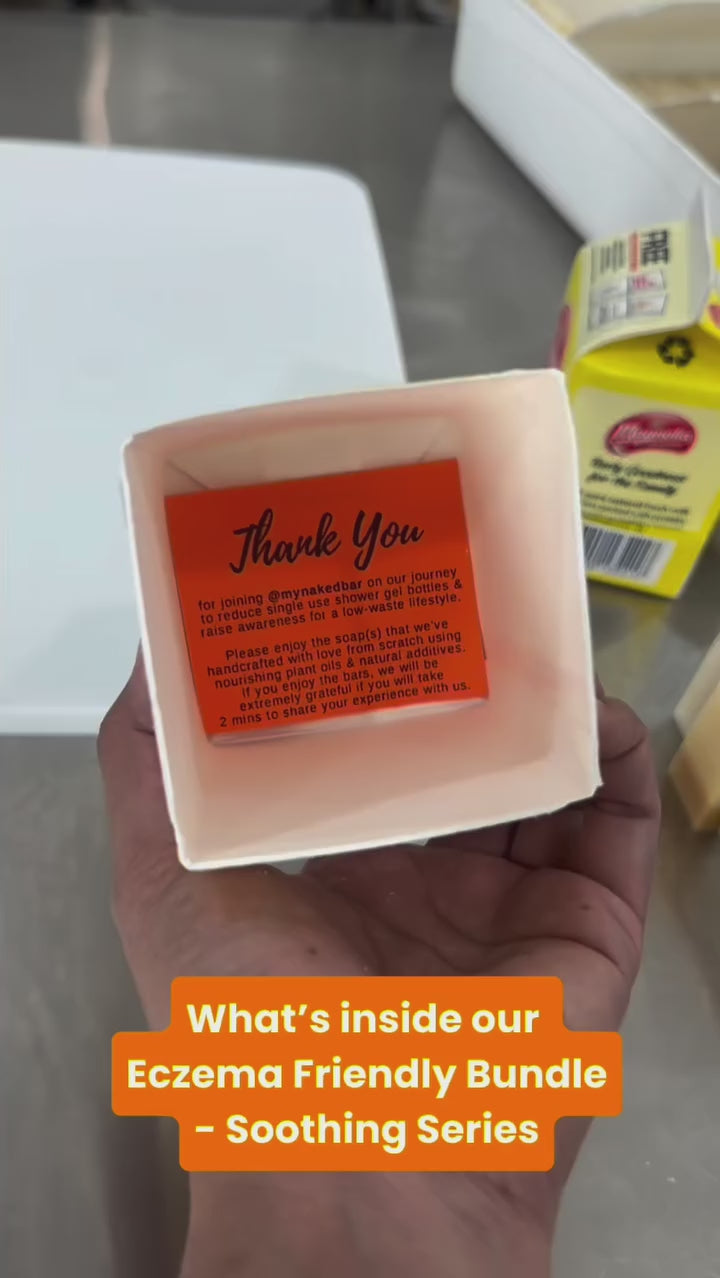 FREE
Magnolia
Thank You
for joining @mynakedbar on our journey
to reduce single use shower gel bottles &
raise awareness for a low-waste lifestyle.
Please enjoy the soap(s) that we've
handcrafted with love from scratch using
nourishing plant oils & natural additives.
If you enjoy the bars, we will be
extremely grateful if you will take
2 mins to share your experience with us.
What's inside our
Eczema Friendly Bundle
- Soothing Series